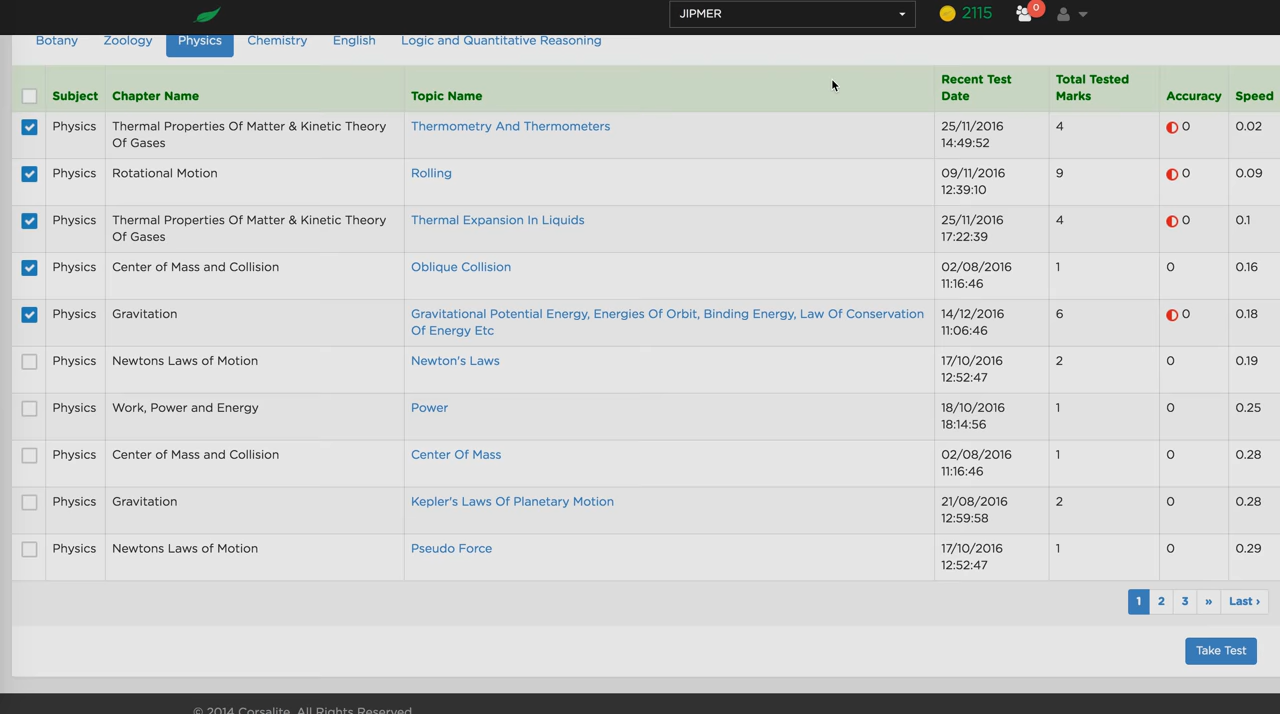 JIPMER
2115
0
Botany Zoology Physics Chemistry English Logic and Quantitative Reasoning
Subject Chapter Name Topic Name Recent Test Date Total Tested Marks Accuracy Speed
Physics Thermal Properties Of Matter & Kinetic Theory Of Gases Thermometry And Thermometers 25/11/2016 14:49:52 4 0 0.02
Physics Rotational Motion Rolling 09/11/2016 12:39:10 9 0 0.09
Physics Thermal Properties Of Matter & Kinetic Theory Of Gases Thermal Expansion In Liquids 25/11/2016 17:22:39 4 0 0.1
Physics Center of Mass and Collision Oblique Collision 02/08/2016 11:16:46 1 0 0.16
Physics Gravitation Gravitational Potential Energy, Energies Of Orbit, Binding Energy, Law Of Conservation Of Energy Etc 14/12/2016 11:06:46 6 0 0.18
Physics Newtons Laws of Motion Newton's Laws 17/10/2016 12:52:47 2 0 0.19
Physics Work, Power and Energy Power 18/10/2016 18:14:56 1 0 0.25
Physics Center of Mass and Collision Center Of Mass 02/08/2016 11:16:46 1 0 0.28
Physics Gravitation Kepler's Laws Of Planetary Motion 21/08/2016 12:59:58 2 0 0.28
Physics Newtons Laws of Motion Pseudo Force 17/10/2016 12:52:47 1 0 0.29
1 2 3 » Last ›
Take Test
© 2014 Corsalite. All Rights Reserved